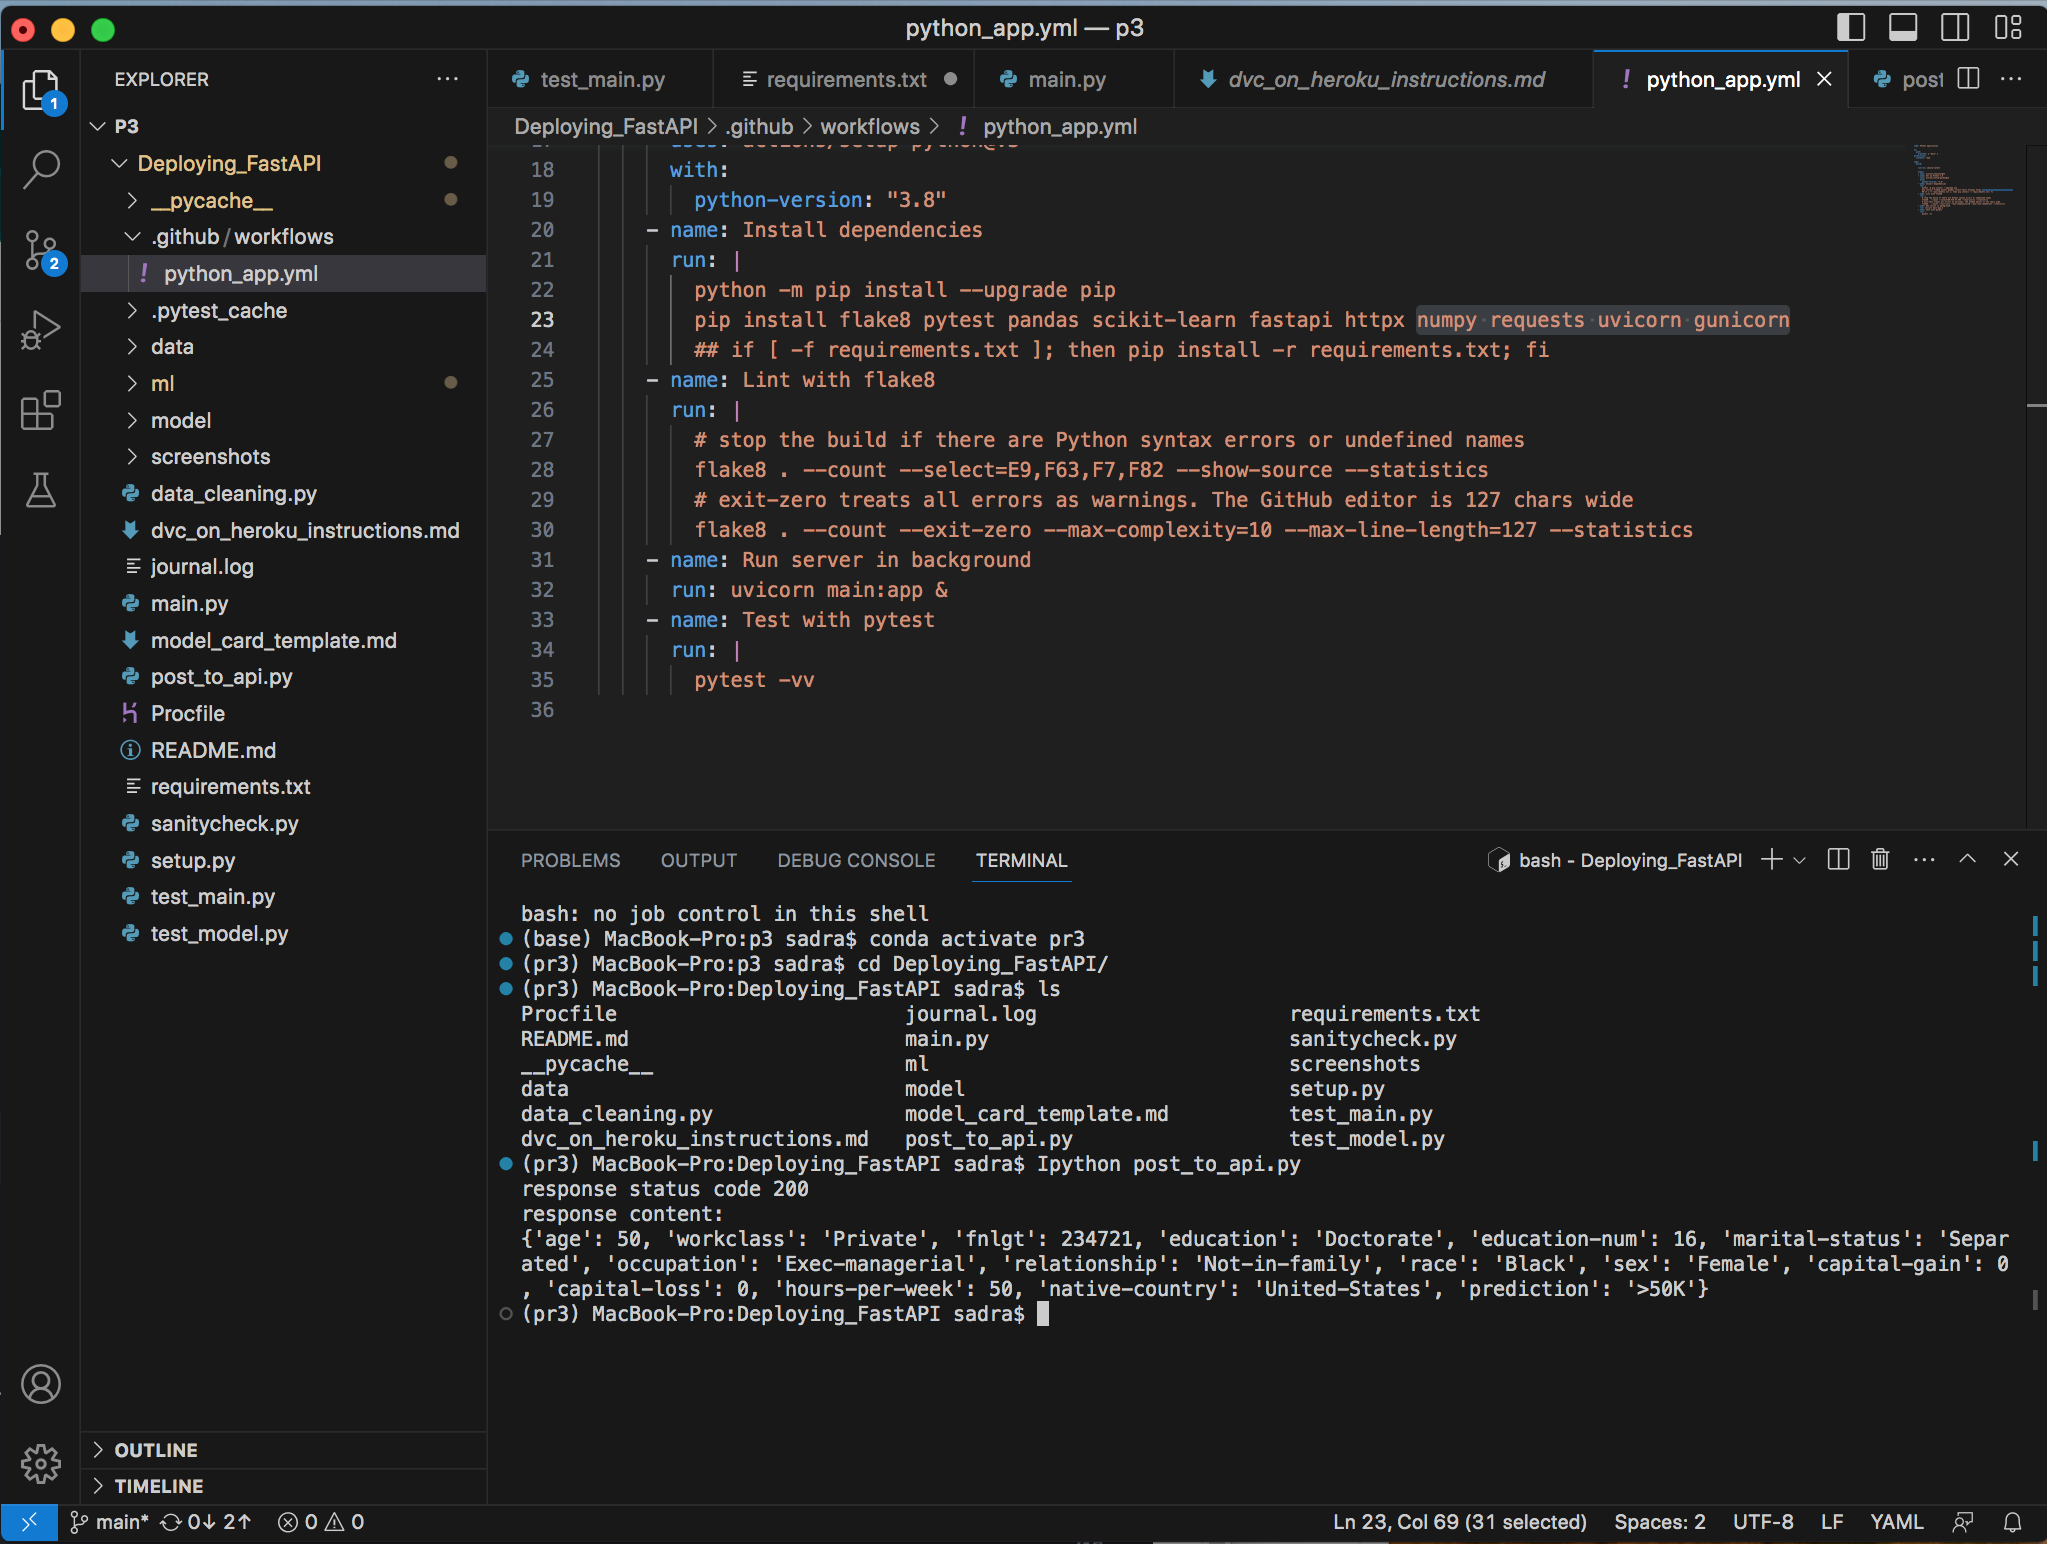 python_app.yml — p3
EXPLORER
1
2
P3
Deploying_FastAPI
__pycache__
.github/workflows
! python_app.yml
.pytest_cache
data
ml
model
screenshots
data_cleaning.py
dvc_on_heroku_instructions.md
journal.log
main.py
model_card_template.md
post_to_api.py
Procfile
README.md
requirements.txt
sanitycheck.py
setup.py
test_main.py
test_model.py
OUTLINE
TIMELINE
test_main.py
requirements.txt
main.py
dvc_on_heroku_instructions.md
! python_app.yml
post
Deploying_FastAPI > .github > workflows > ! python_app.yml
18 with:
19 python-version: "3.8"
20 - name: Install dependencies
21 run: |
22 python -m pip install --upgrade pip
23 pip install flake8 pytest pandas scikit-learn fastapi httpx numpy requests uvicorn gunicorn
24 ## if [ -f requirements.txt ]; then pip install -r requirements.txt; fi
25 - name: Lint with flake8
26 run: |
27 # stop the build if there are Python syntax errors or undefined names
28 flake8 . --count --select=E9,F63,F7,F82 --show-source --statistics
29 # exit-zero treats all errors as warnings. The GitHub editor is 127 chars wide
30 flake8 . --count --exit-zero --max-complexity=10 --max-line-length=127 --statistics
31 - name: Run server in background
32 run: uvicorn main:app &
33 - name: Test with pytest
34 run: |
35 pytest -vv
36
PROBLEMS OUTPUT DEBUG CONSOLE TERMINAL
bash - Deploying_FastAPI
bash: no job control in this shell
(base) MacBook-Pro:p3 sadra$ conda activate pr3
(pr3) MacBook-Pro:p3 sadra$ cd Deploying_FastAPI/
(pr3) MacBook-Pro:Deploying_FastAPI sadra$ ls
Procfile journal.log requirements.txt
README.md main.py sanitycheck.py
__pycache__ ml screenshots
data model setup.py
data_cleaning.py model_card_template.md test_main.py
dvc_on_heroku_instructions.md post_to_api.py test_model.py
(pr3) MacBook-Pro:Deploying_FastAPI sadra$ Ipython post_to_api.py
response status code 200
response content:
{'age': 50, 'workclass': 'Private', 'fnlgt': 234721, 'education': 'Doctorate', 'education-num': 16, 'marital-status': 'Separ
ated', 'occupation': 'Exec-managerial', 'relationship': 'Not-in-family', 'race': 'Black', 'sex': 'Female', 'capital-gain': 0
, 'capital-loss': 0, 'hours-per-week': 50, 'native-country': 'United-States', 'prediction': '>50K'}
(pr3) MacBook-Pro:Deploying_FastAPI sadra$
main* 0↓ 2↑ 0 0 Ln 23, Col 69 (31 selected) Spaces: 2 UTF-8 LF YAML